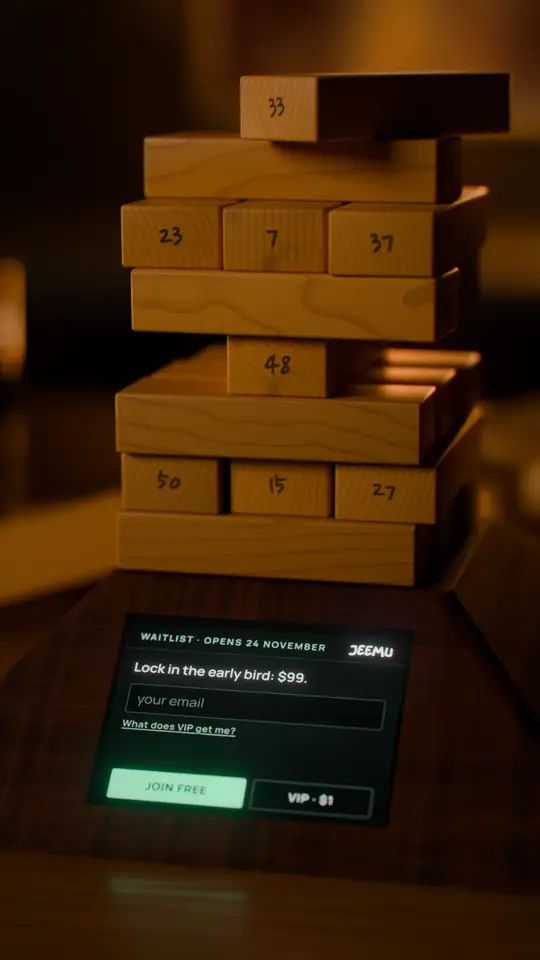 33
23 7 37
48
50 15 27
WAITLIST · OPENS 24 NOVEMBER JEEMU
Lock in the early bird: $99.
your email
What does VIP get me?
JOIN FREE VIP · $1